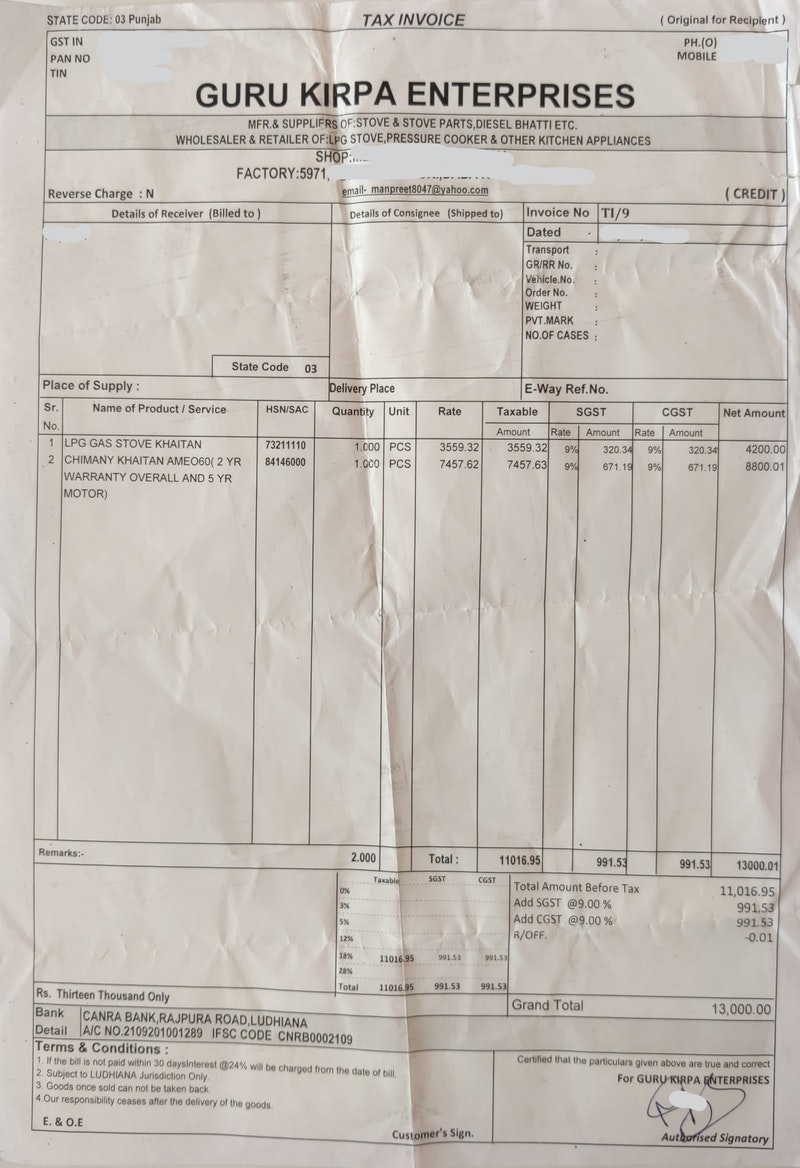 STATE CODE: 03 Punjab TAX INVOICE ( Original for Recipient )
GST IN PH.(O)
PAN NO MOBILE
TIN
GURU KIRPA ENTERPRISES
MFR.& SUPPLIFRS OF:STOVE & STOVE PARTS,DIESEL BHATTI ETC.
WHOLESALER & RETAILER OF:LPG STOVE,PRESSURE COOKER & OTHER KITCHEN APPLIANCES
SHOP:.....
FACTORY:5971,
Reverse Charge : N email- manpreet8047@yahoo.com ( CREDIT )
Details of Receiver (Billed to ) Details of Consignee (Shipped to) Invoice No TI/9
Dated
Transport :
GR/RR No. :
Vehicle.No. :
Order No. :
WEIGHT :
PVT.MARK :
NO.OF CASES :
State Code 03
Place of Supply : Delivery Place E-Way Ref.No.
Sr. No. Name of Product / Service HSN/SAC Quantity Unit Rate Taxable Amount SGST CGST Net Amount
Rate Amount Rate Amount
1 LPG GAS STOVE KHAITAN 73211110 1.000 PCS 3559.32 3559.32 9% 320.34 9% 320.34 4200.00
2 CHIMANY KHAITAN AMEO60( 2 YR 84146000 1.000 PCS 7457.62 7457.63 9% 671.19 9% 671.19 8800.01
WARRANTY OVERALL AND 5 YR
MOTOR)
Remarks:- 2.000 Total : 11016.95 991.53 991.53 13000.01
Taxable SGST CGST
0%
3%
5%
12%
18% 11016.95 991.53 991.53
28%
Total 11016.95 991.53 991.53
Total Amount Before Tax 11,016.95
Add SGST @9.00 % 991.53
Add CGST @9.00 % 991.53
R/OFF. -0.01
Rs. Thirteen Thousand Only
Grand Total 13,000.00
Bank Detail CANRA BANK,RAJPURA ROAD,LUDHIANA
A/C NO.2109201001289 IFSC CODE CNRB0002109
Terms & Conditions :
1. If the bill is not paid within 30 daysInterest @24% will be charged from the date of bill.
2. Subject to LUDHIANA Jurisdiction Only.
3. Goods once sold can not be taken back.
4.Our responsibility ceases after the delivery of the goods.
E. & O.E
Customer's Sign.
Certified that the particulars given above are true and correct
For GURU KIRPA ENTERPRISES
Authorised Signatory